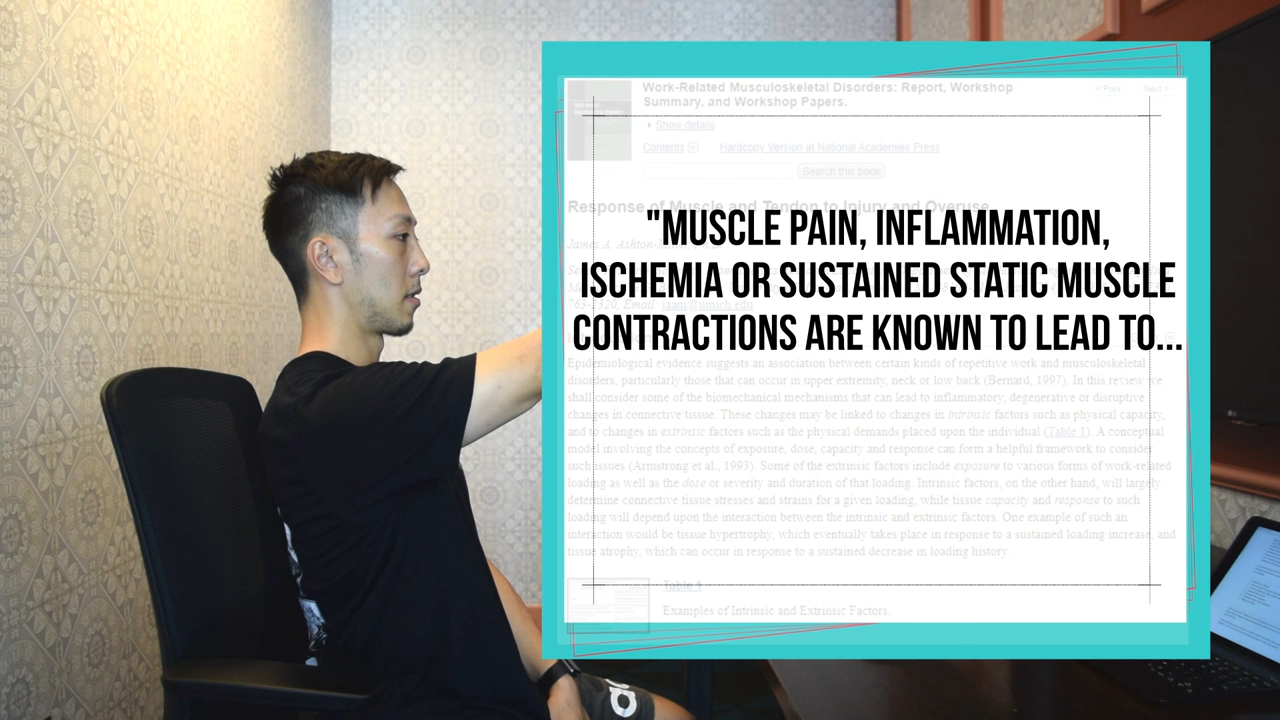 Work-Related Musculoskeletal Disorders: Report, Workshop
Summary, and Workshop Papers.
< Prev
Next >
Show details
Contents
Hardcopy Version at National Academies Press
Search this book
Response of Muscle and Tendon to Injury and Overuse
"MUSCLE PAIN, INFLAMMATION,
ISCHEMIA OR SUSTAINED STATIC MUSCLE
CONTRACTIONS ARE KNOWN TO LEAD TO...
James A. Ashton-
Email:
Epidemiological evidence suggests an association between certain kinds of repetitive work and musculoskeletal
disorders, particularly those that can occur in upper extremity, neck or low back (Bernard, 1997). In this review we
shall consider some of the biomechanical mechanisms that can lead to inflammatory, degenerative or disruptive
changes in connective tissue. These changes may be linked to changes in intrinsic factors such as physical capacity,
and to changes in extrinsic factors such as the physical demands placed upon the individual (Table 1). A conceptual
model involving the concepts of exposure, dose, capacity and response can form a helpful framework to consider
such issues (Armstrong et al., 1993). Some of the extrinsic factors include exposure to various forms of work-related
loading as well as the dose or severity and duration of that loading. Intrinsic factors, on the other hand, will largely
determine connective tissue stresses and strains for a given loading, while tissue capacity and response to such
loading will depend upon the interaction between the intrinsic and extrinsic factors. One example of such an
interaction would be tissue hypertrophy, which eventually takes place in response to a sustained loading increase, and
tissue atrophy, which can occur in response to a sustained decrease in loading history.
Table 1
Examples of Intrinsic and Extrinsic Factors.